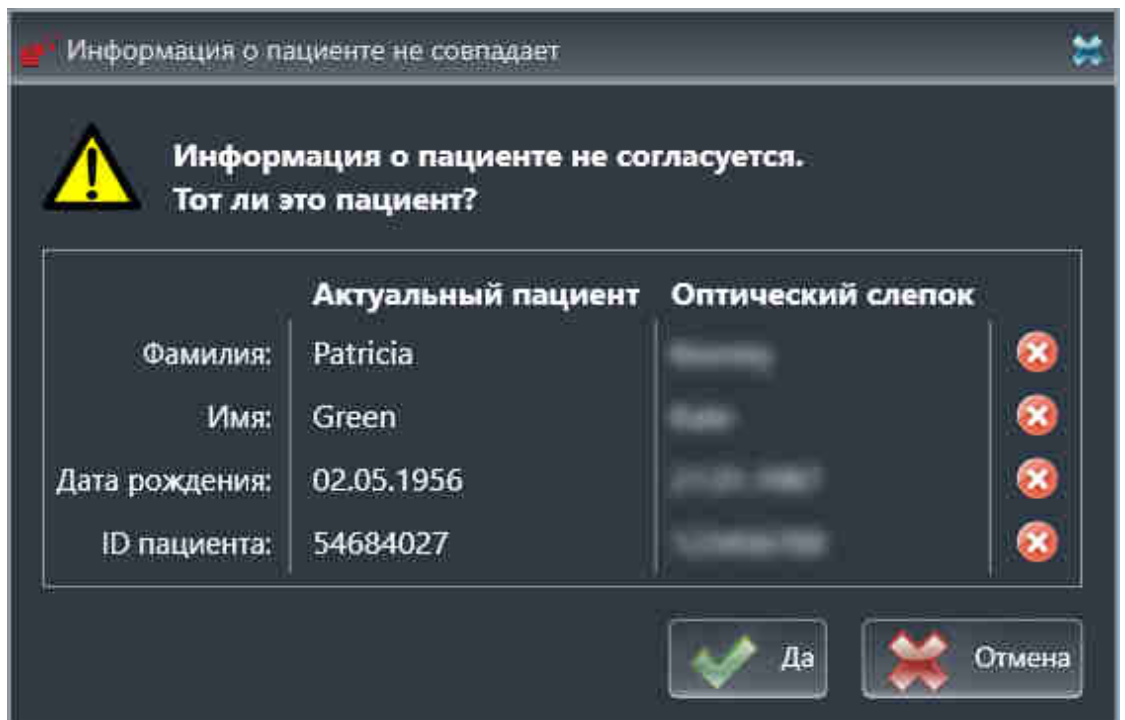 Информация о пациенте не совпадает
Информация о пациенте не согласуется.
Тот ли это пациент?
Актуальный пациент Оптический слепок
Фамилия: Patricia
Имя: Green
Дата рождения: 02.05.1956
ID пациента: 54684027
Да Отмена